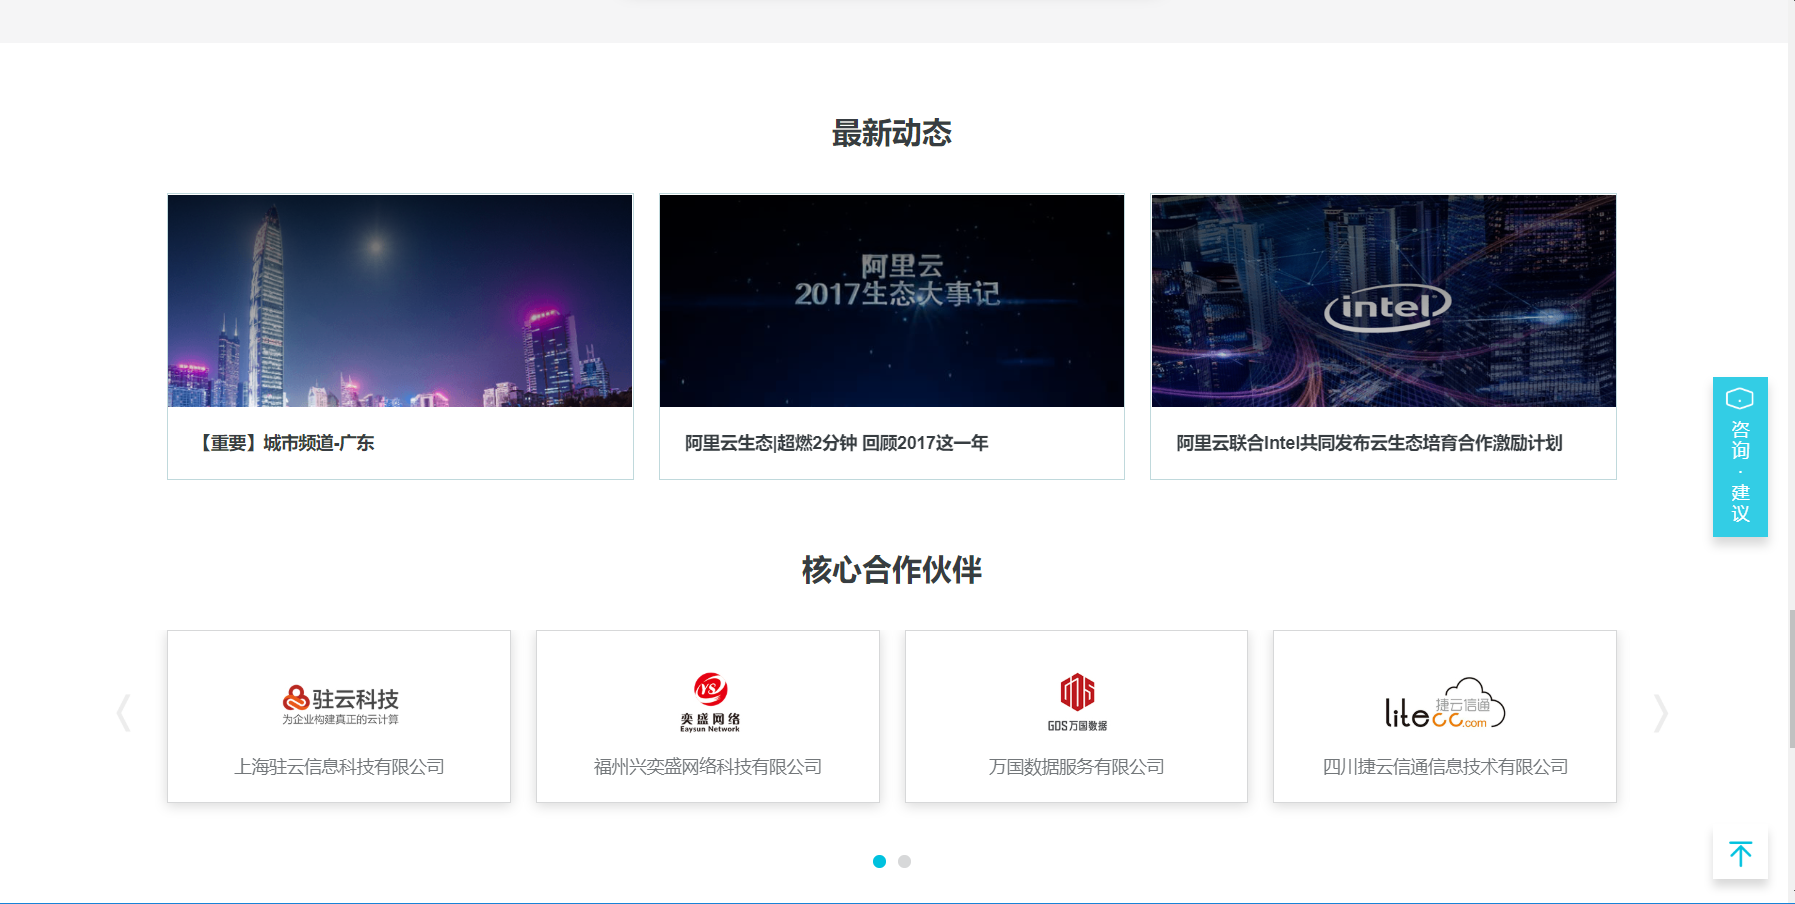 最新动态
阿里云
2017生态大事记
intel
【重要】城市频道-广东
阿里云生态|超燃2分钟 回顾2017这一年
阿里云联合Intel共同发布云生态培育合作激励计划
咨询·建议
核心合作伙伴
驻云科技
为企业构建真正的云计算
上海驻云信息科技有限公司
YS
奕盛网络
Eaysun Network
福州兴奕盛网络科技有限公司
GDS
GDS万国数据
万国数据服务有限公司
捷云信通
litecc.com
四川捷云信通信息技术有限公司